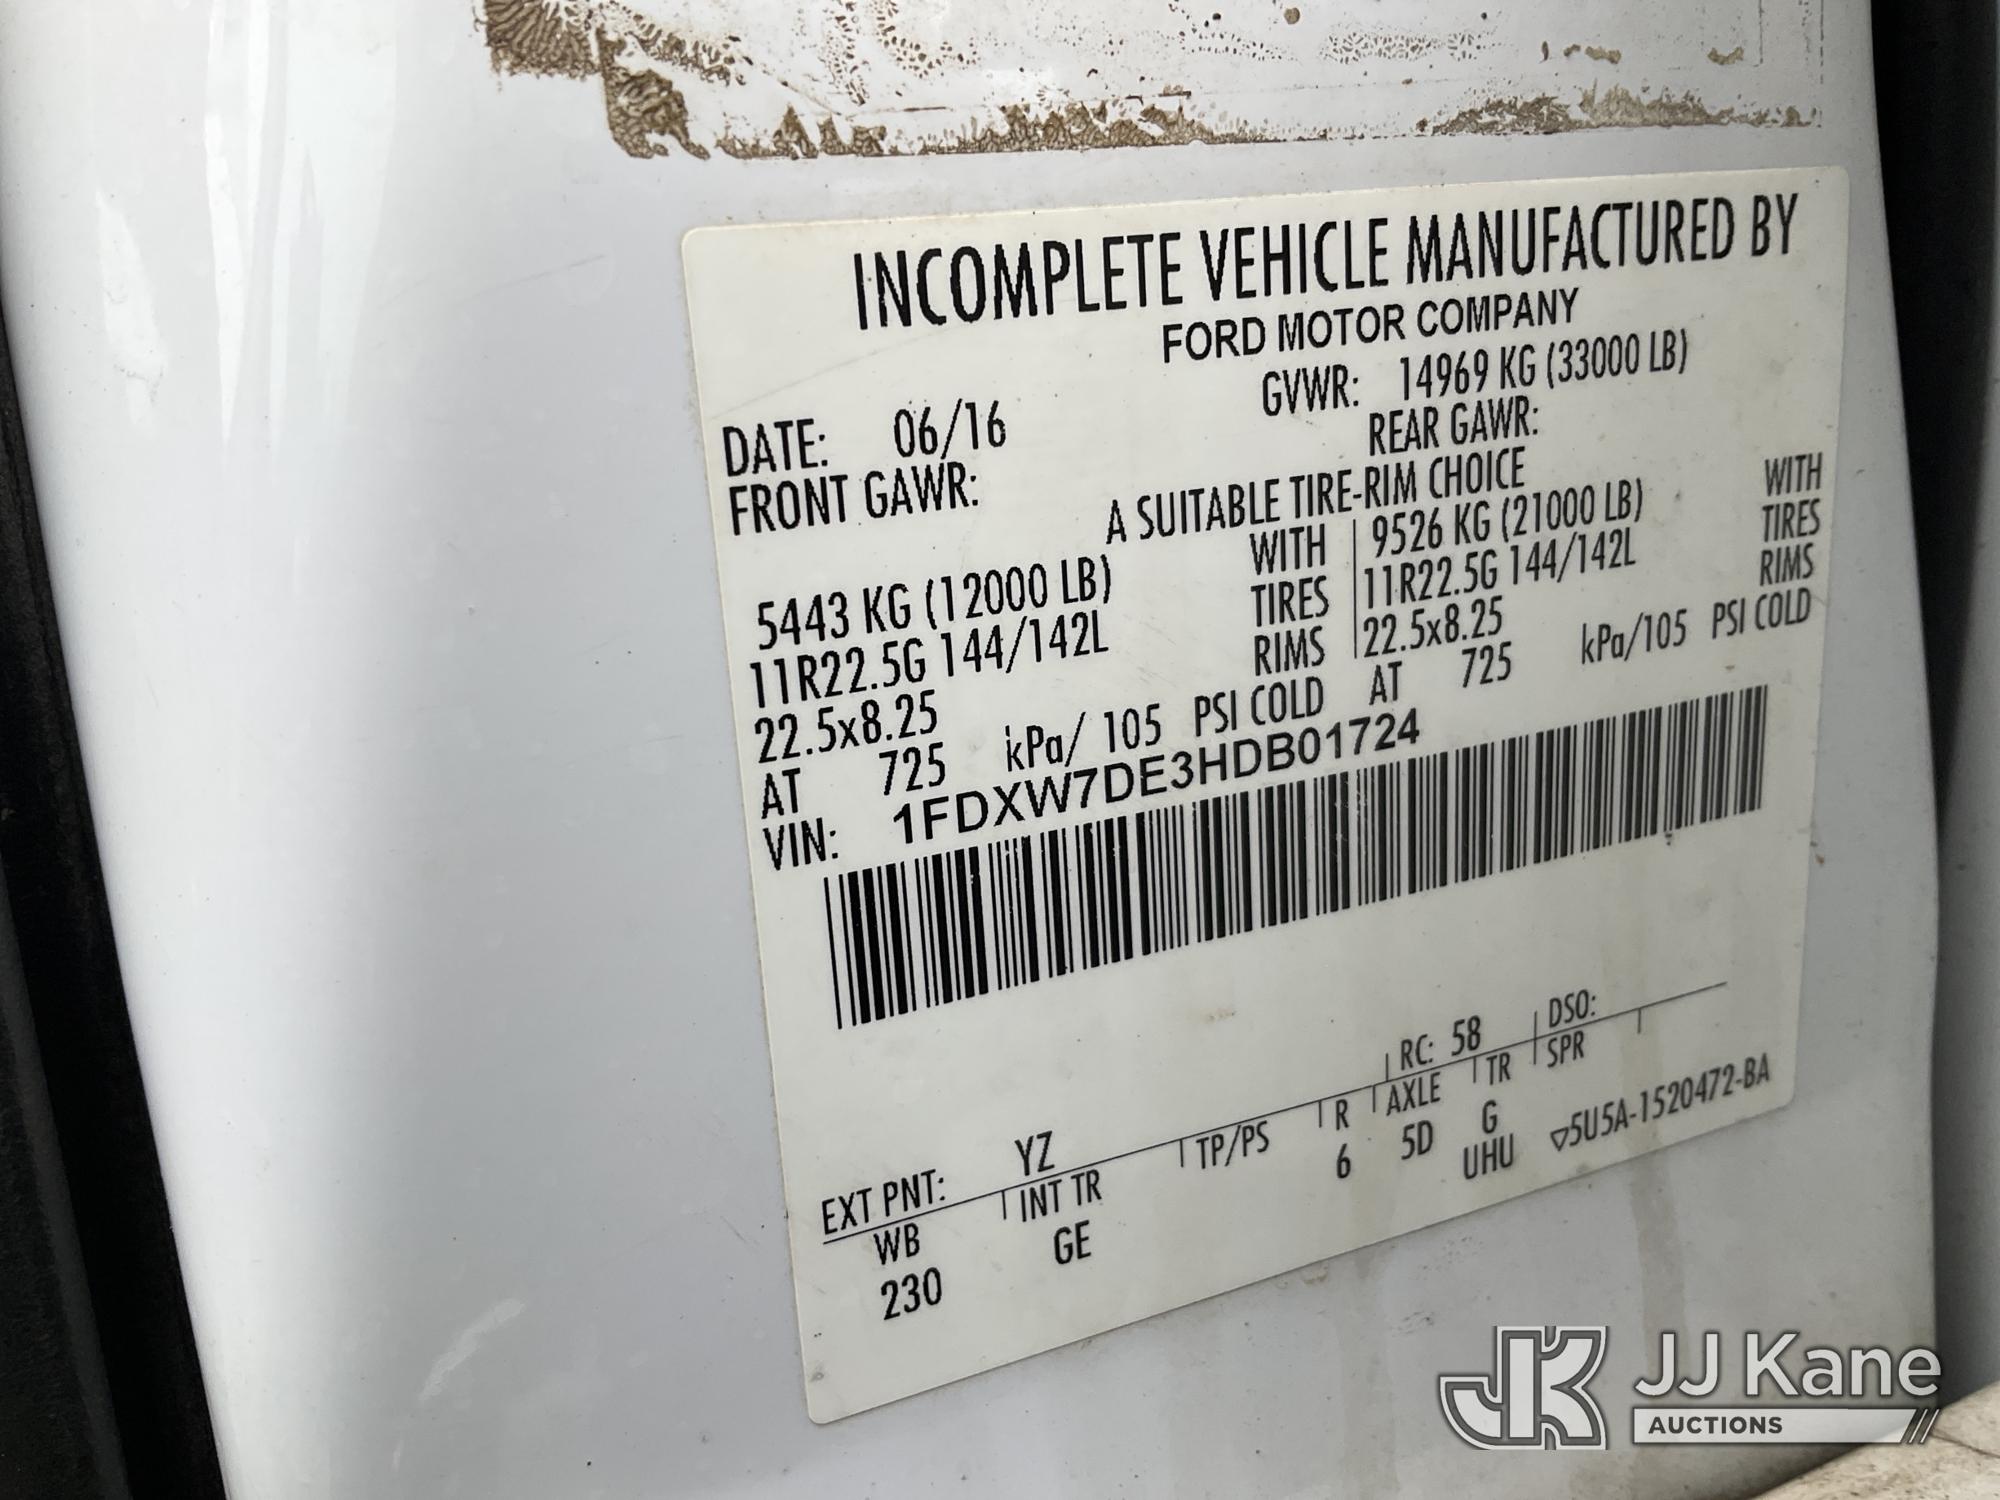 INCOMPLETE VEHICLE MANUFACTURED BY
FORD MOTOR COMPANY
DATE: 06/16 GVWR: 14969 KG (33000 LB)
FRONT GAWR: REAR GAWR:
A SUITABLE TIRE-RIM CHOICE
5443 KG (12000 LB) WITH 9526 KG (21000 LB) WITH
11R22.5G 144/142L TIRES 11R22.5G 144/142L TIRES
22.5x8.25 RIMS 22.5x8.25 RIMS
AT 725 kPa/ 105 PSI COLD AT 725 kPa/105 PSI COLD
VIN: 1FDXW7DE3HDB01724
EXT PNT: YZ RC: 58 DSO:
WB INT TR TP/PS R AXLE TR SPR
230 GE 6 5D G
UHU ▽5U5A-1520472-BA
JK JJ Kane
AUCTIONS